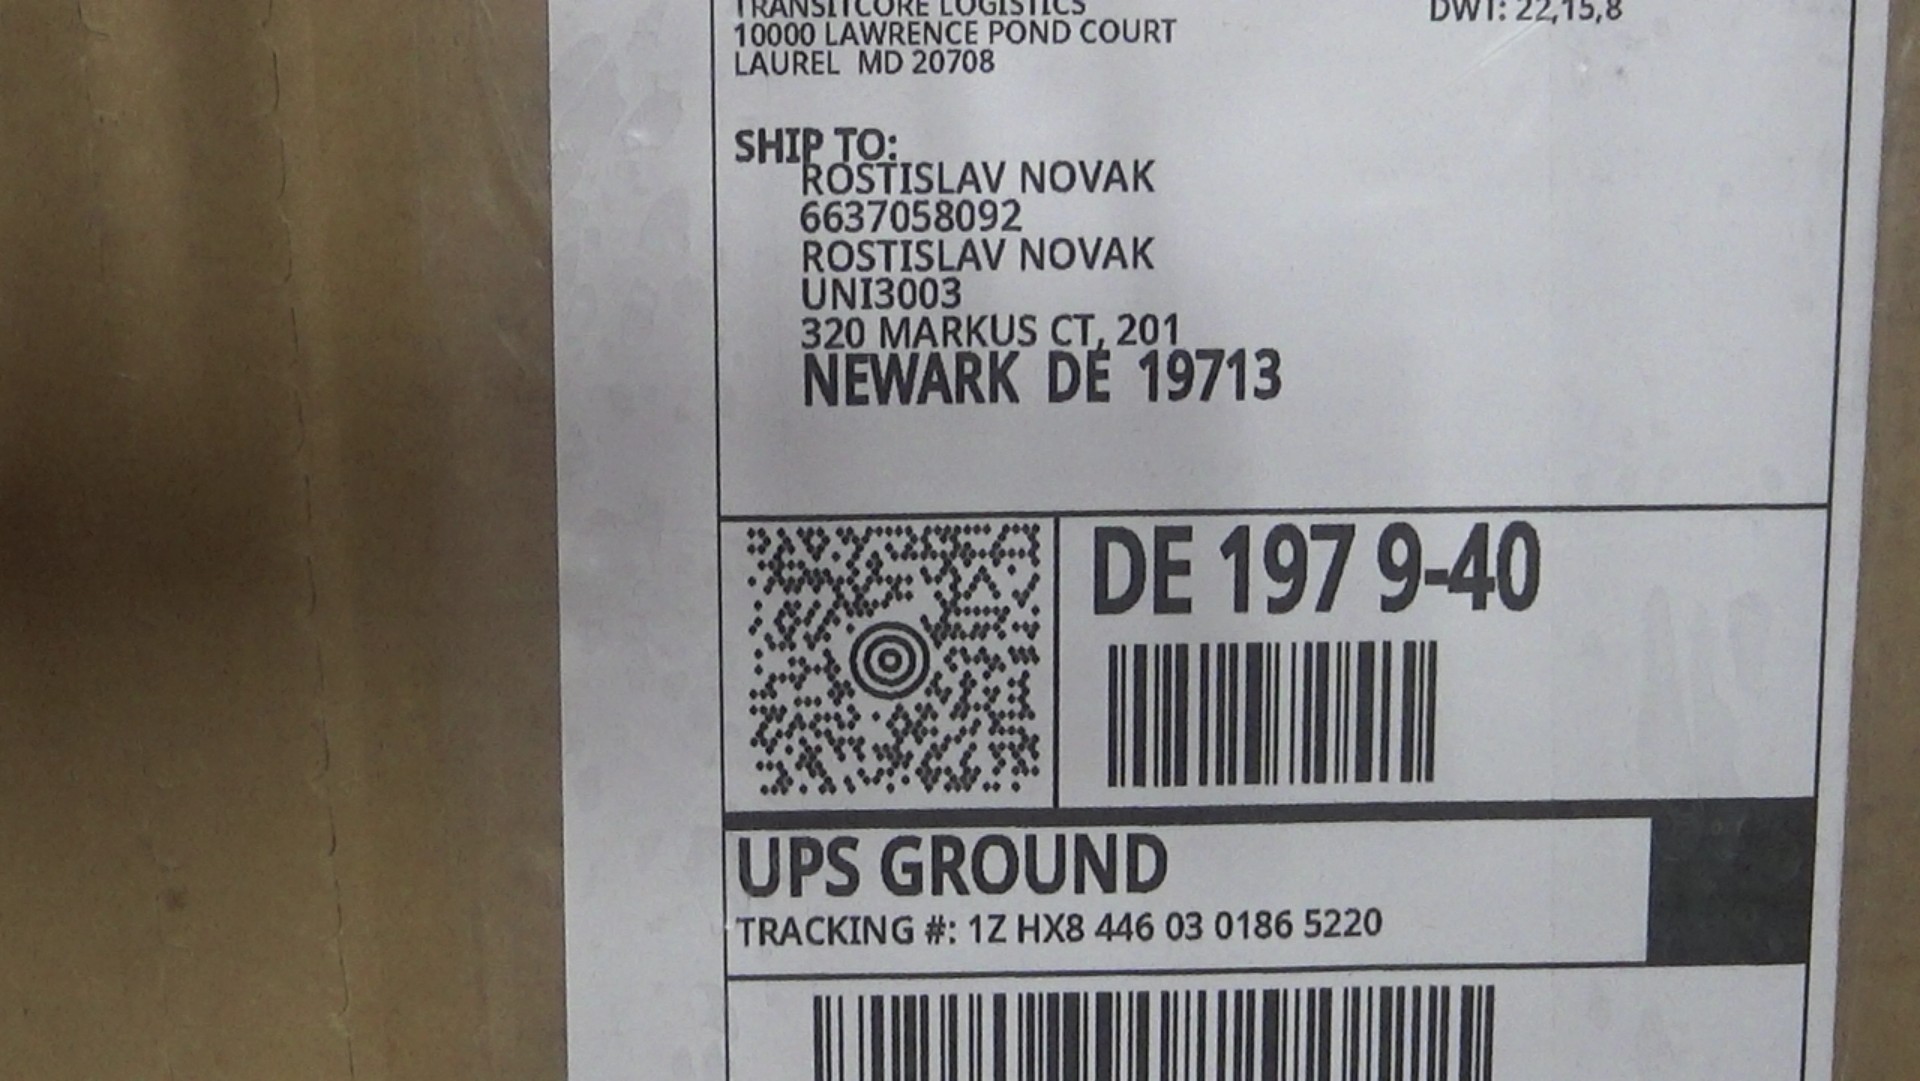 TRANSITCORE LOGISTICS
DWT: 22,15,8
10000 LAWRENCE POND COURT
LAUREL MD 20708
SHIP TO:
ROSTISLAV NOVAK
6637058092
ROSTISLAV NOVAK
UNI3003
320 MARKUS CT, 201
NEWARK DE 19713
DE 197 9-40
UPS GROUND
TRACKING #: 1Z HX8 446 03 0186 5220